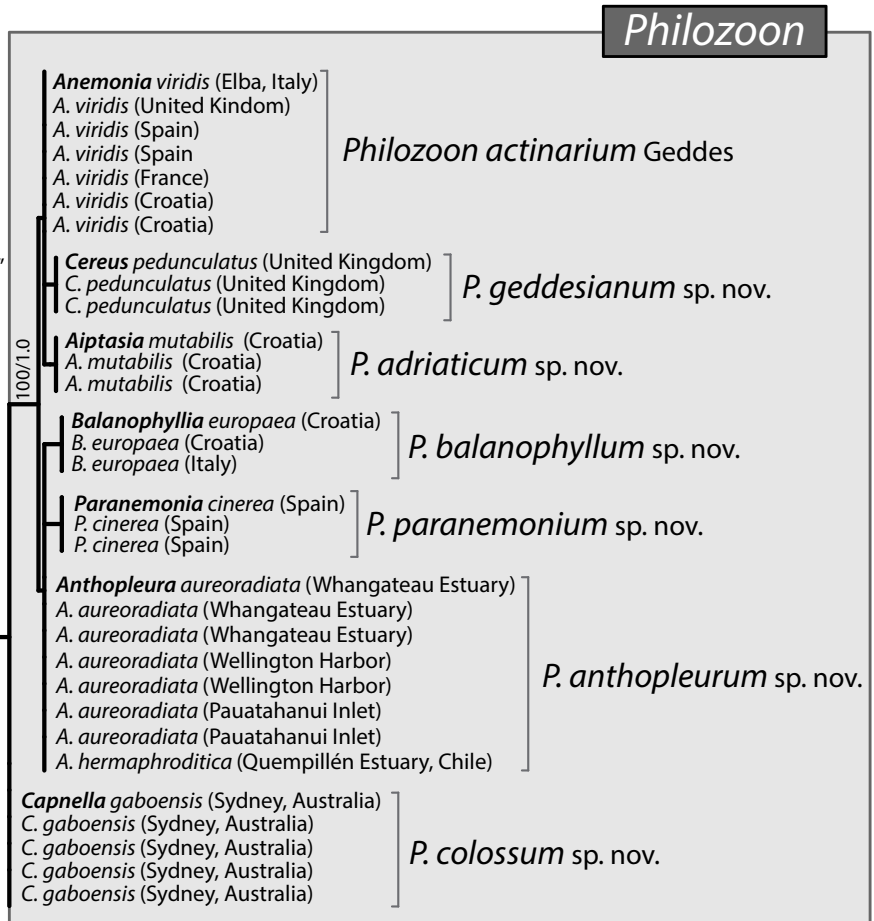 Philozoon
Anemonia viridis (Elba, Italy)
A. viridis (United Kindom)
A. viridis (Spain)
A. viridis (Spain
A. viridis (France)
A. viridis (Croatia)
A. viridis (Croatia)
Philozoon actinarium Geddes
Cereus pedunculatus (United Kingdom)
C. pedunculatus (United Kingdom)
C. pedunculatus (United Kingdom)
P. geddesianum sp. nov.
Aiptasia mutabilis (Croatia)
A. mutabilis (Croatia)
A. mutabilis (Croatia)
P. adriaticum sp. nov.
100/1.0
Balanophyllia europaea (Croatia)
B. europaea (Croatia)
B. europaea (Italy)
P. balanophyllum sp. nov.
Paranemonia cinerea (Spain)
P. cinerea (Spain)
P. cinerea (Spain)
P. paranemonium sp. nov.
Anthopleura aureoradiata (Whangateau Estuary)
A. aureoradiata (Whangateau Estuary)
A. aureoradiata (Whangateau Estuary)
A. aureoradiata (Wellington Harbor)
A. aureoradiata (Wellington Harbor)
A. aureoradiata (Pauatahanui Inlet)
A. aureoradiata (Pauatahanui Inlet)
A. hermaphroditica (Quempillén Estuary, Chile)
P. anthopleurum sp. nov.
Capnella gaboensis (Sydney, Australia)
C. gaboensis (Sydney, Australia)
C. gaboensis (Sydney, Australia)
C. gaboensis (Sydney, Australia)
C. gaboensis (Sydney, Australia)
P. colossum sp. nov.